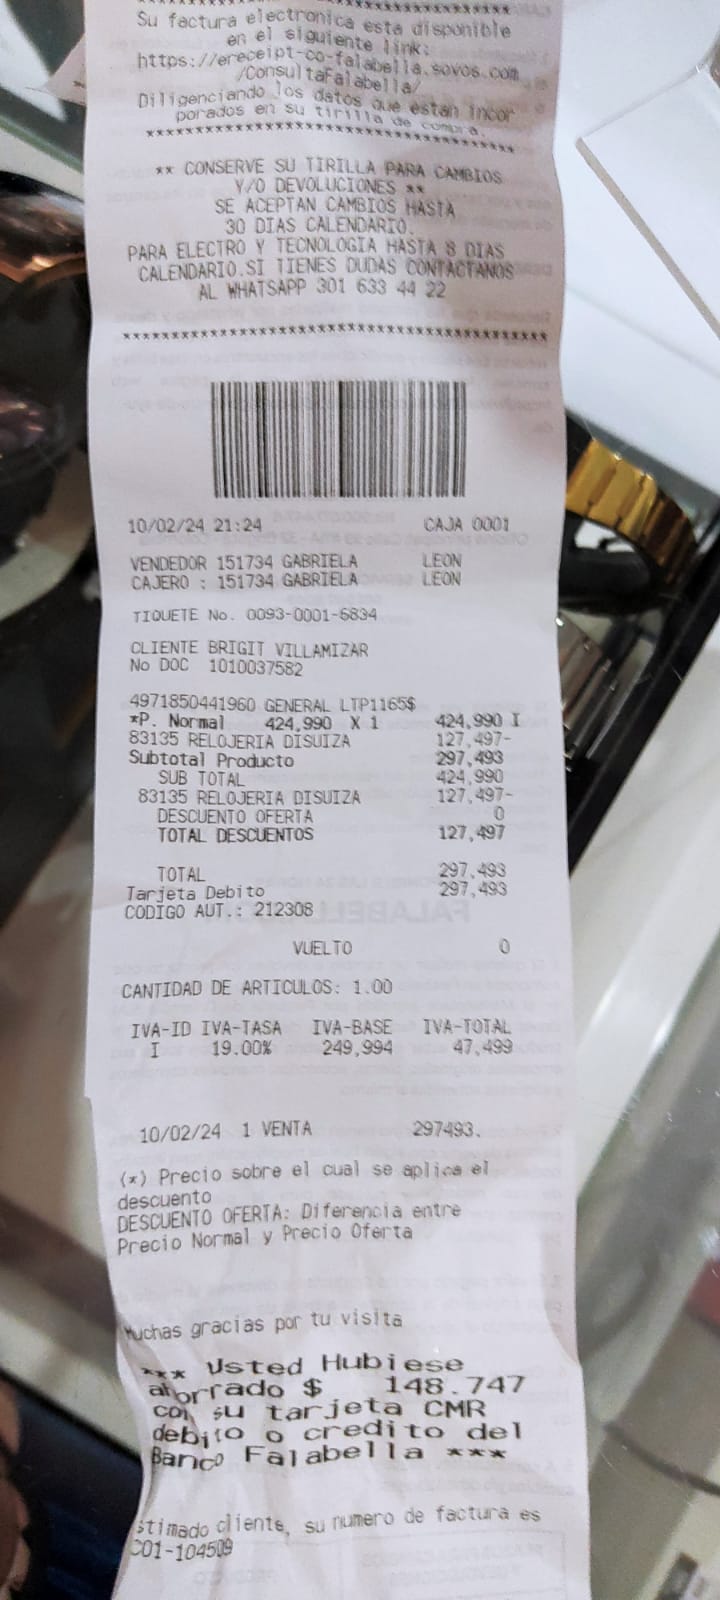 ****************************************
Su factura electronica esta disponible
en el siguiente link:
https://ereceipt-co-falabella.sovos.com
/ConsultaFalabella/
Diligenciando los datos que estan incor
porados en su tirilla de compra.
****************************************
** CONSERVE SU TIRILLA PARA CAMBIOS
Y/O DEVOLUCIONES **
SE ACEPTAN CAMBIOS HASTA
30 DIAS CALENDARIO.
PARA ELECTRO Y TECNOLOGIA HASTA 8 DIAS
CALENDARIO.SI TIENES DUDAS CONTACTANOS
AL WHATSAPP 301 633 44 22
****************************************
10/02/24 21:24 CAJA 0001
VENDEDOR 151734 GABRIELA LEON
CAJERO : 151734 GABRIELA LEON
TIQUETE No. 0093-0001-6834
CLIENTE BRIGIT VILLAMIZAR
No DOC 1010037582
4971850441960 GENERAL LTP1165$
*P. Normal 424,990 X 1 424,990 I
83135 RELOJERIA DISUIZA 127,497-
Subtotal Producto 297,493
SUB TOTAL 424,990
83135 RELOJERIA DISUIZA 127,497-
DESCUENTO OFERTA 0
TOTAL DESCUENTOS 127,497
TOTAL 297,493
Tarjeta Debito 297,493
CODIGO AUT.: 212308
VUELTO 0
CANTIDAD DE ARTICULOS: 1.00
IVA-ID IVA-TASA IVA-BASE IVA-TOTAL
I 19.00% 249,994 47,499
10/02/24 1 VENTA 297493.
(*) Precio sobre el cual se aplica el
descuento
DESCUENTO OFERTA: Diferencia entre
Precio Normal y Precio Oferta
Muchas gracias por tu visita
*** Usted Hubiese
ahorrado $ 148.747
con su tarjeta CMR
debito o credito del
Banco Falabella ***
stimado cliente, su numero de factura es
C01-104509